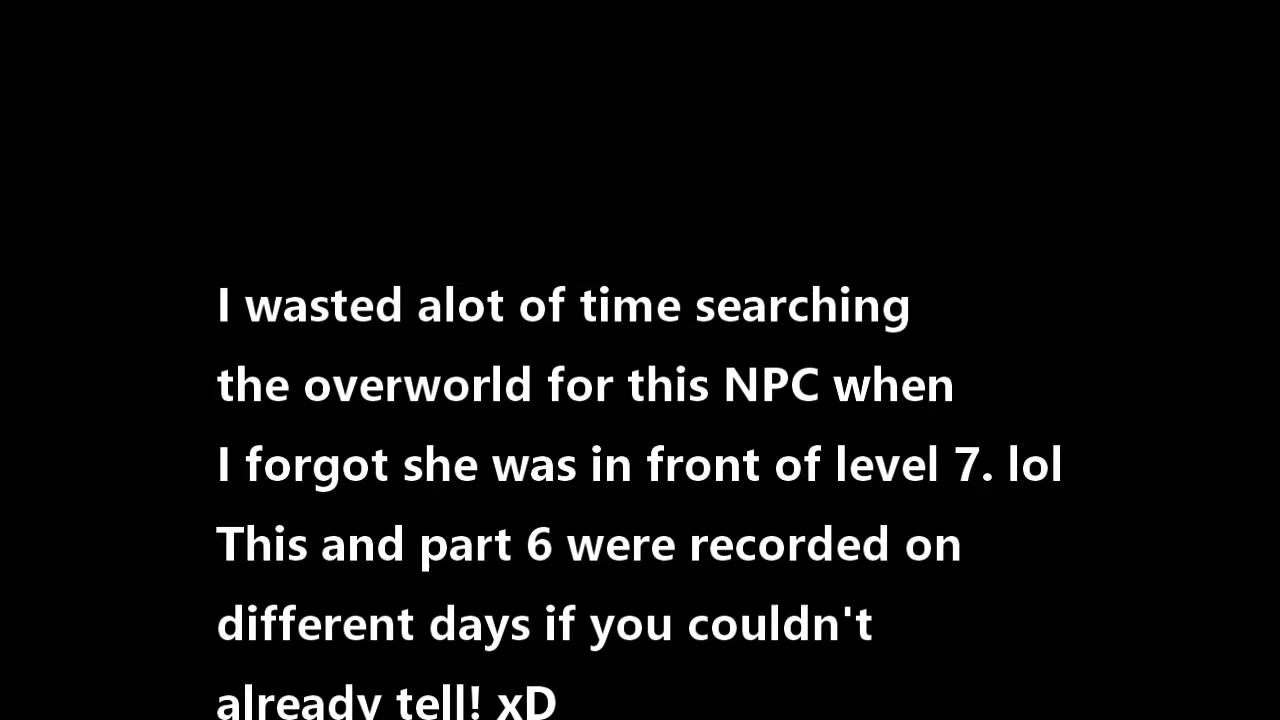 I wasted alot of time searching
the overworld for this NPC when
I forgot she was in front of level 7. lol
This and part 6 were recorded on
different days if you couldn't
already tell! xD